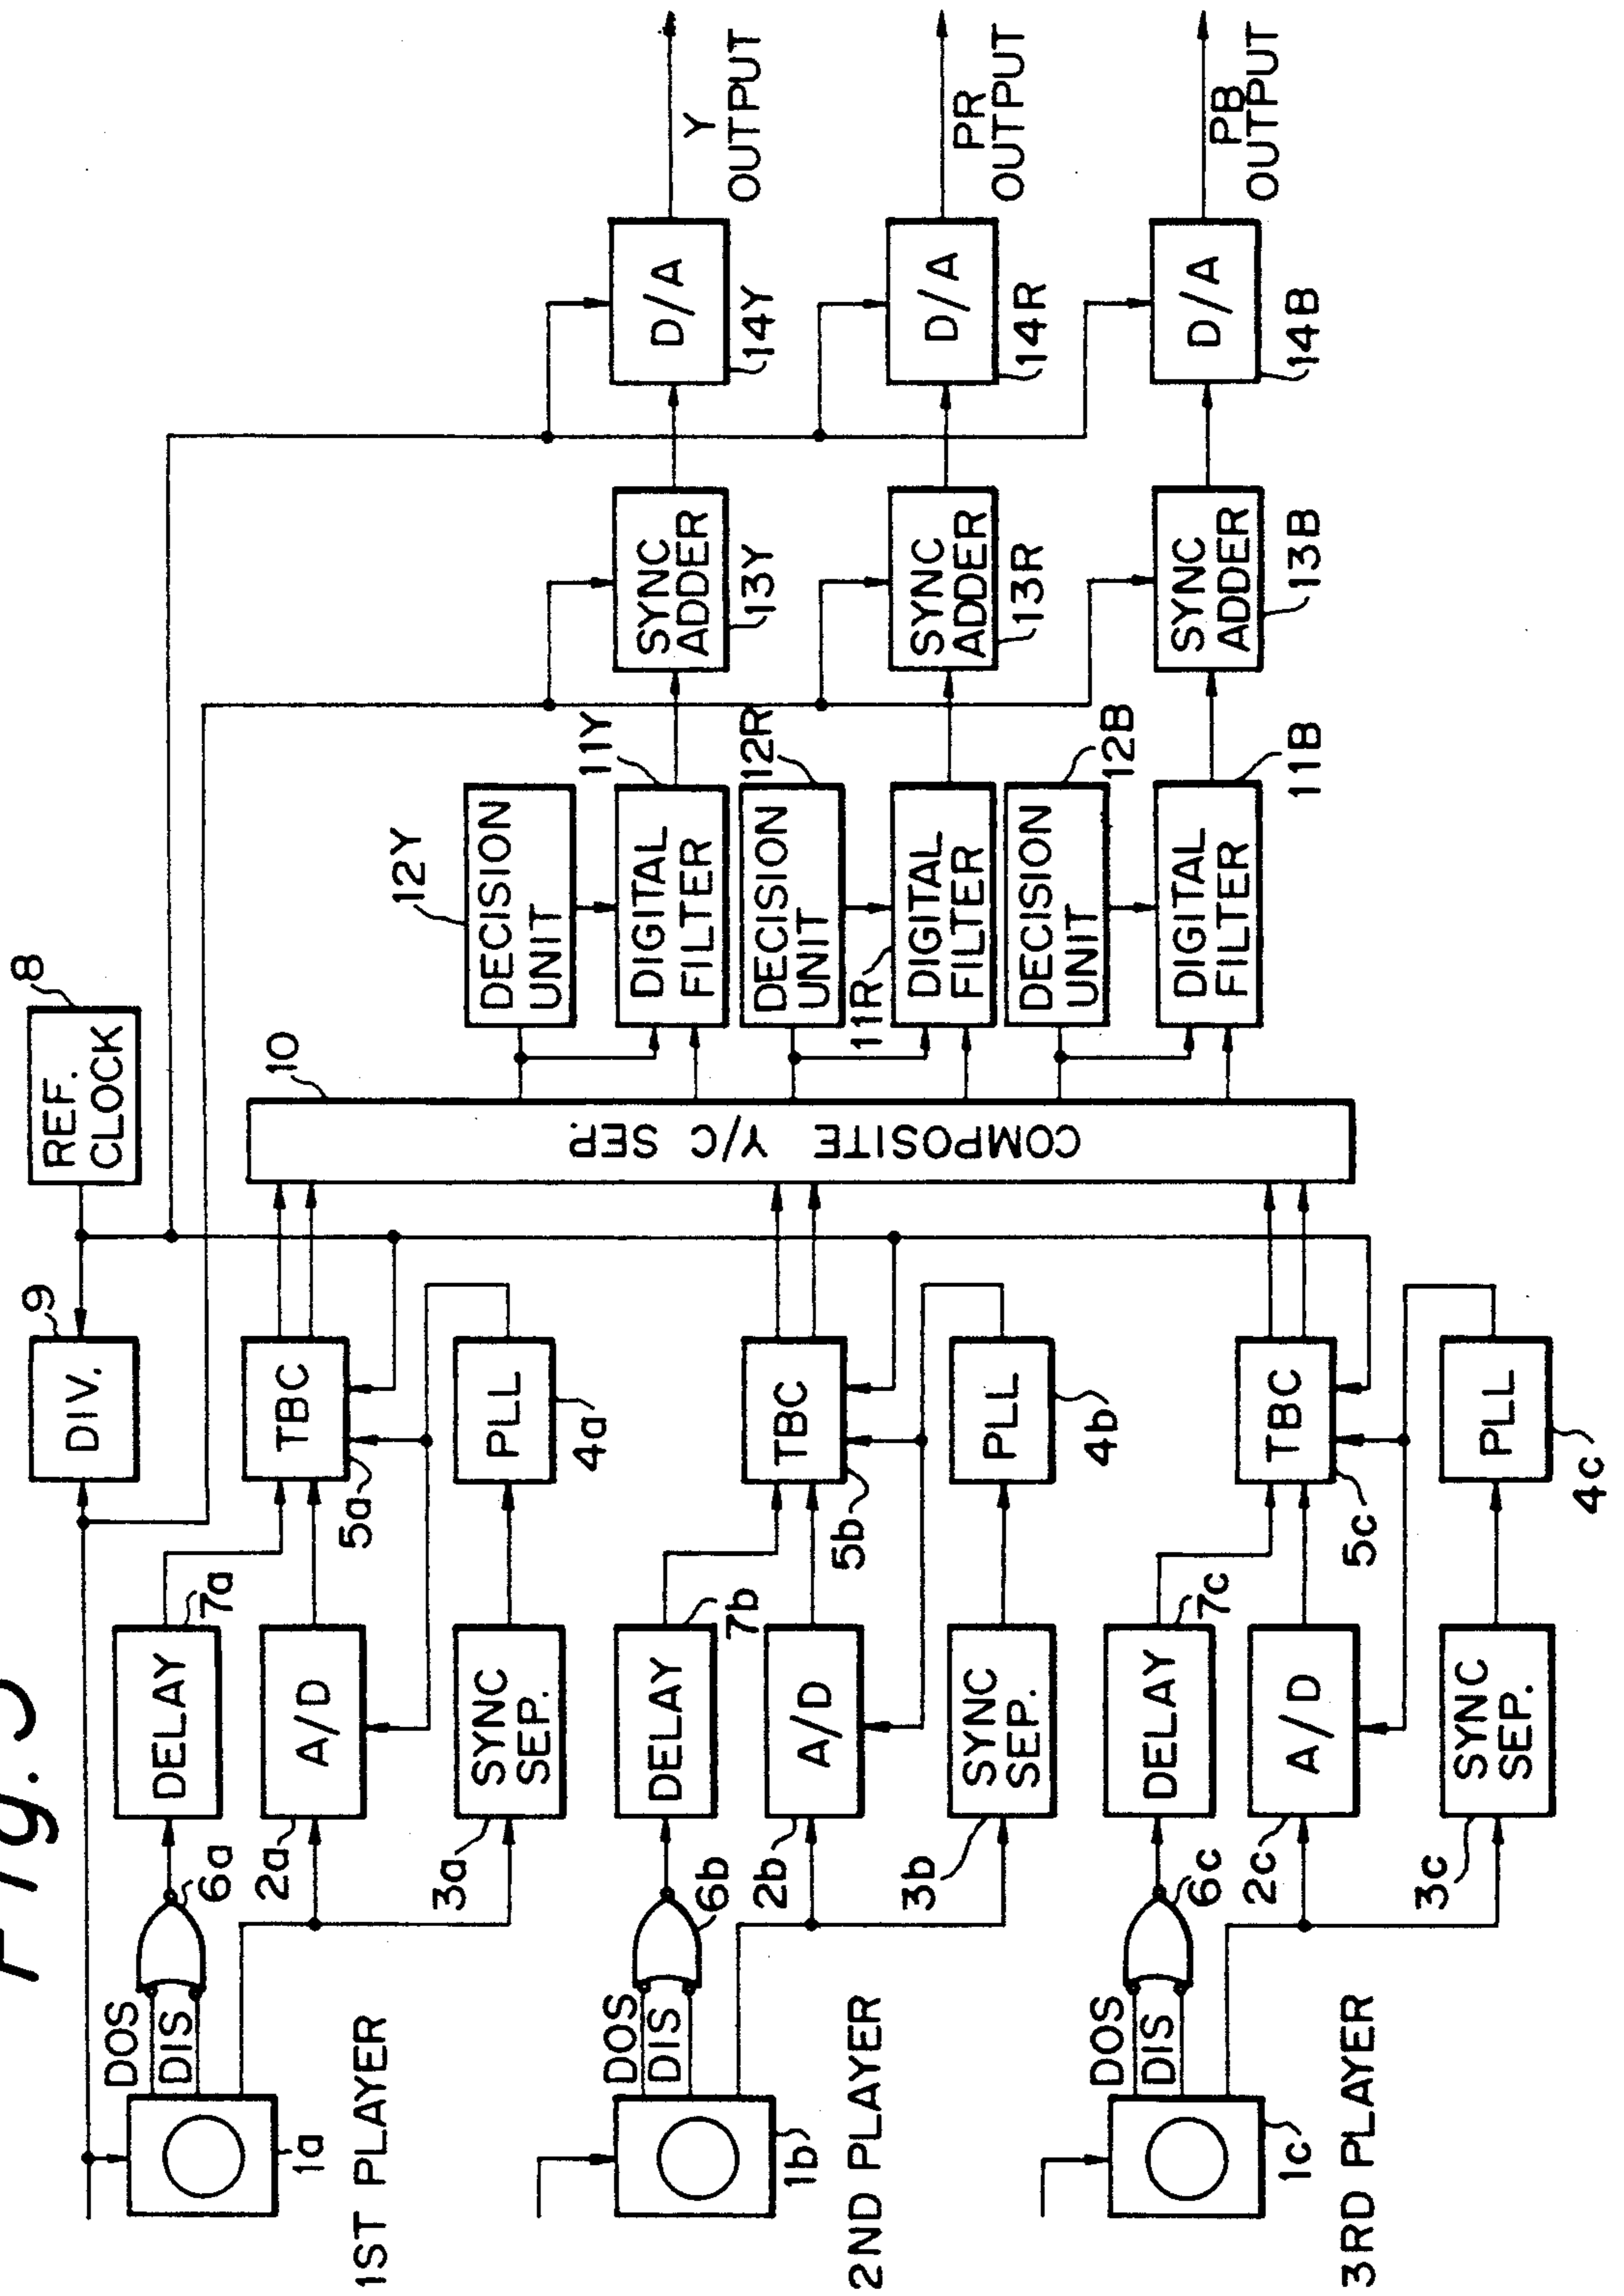 Fig. 5
8
REF.
CLOCK
9
DIV.
DOS
DIS
6a
DELAY
7a
2a
A/D
5a
TBC
3a
SYNC
SEP.
PLL
4a
1a
1ST PLAYER
DOS
DIS
6b
DELAY
7b
2b
A/D
5b
TBC
3b
SYNC
SEP.
PLL
4b
1b
2ND PLAYER
DOS
DIS
6c
DELAY
7c
2c
A/D
5c
TBC
3c
SYNC
SEP.
PLL
4c
1c
3RD PLAYER
10
COMPOSITE Y/C SEP.
12Y
DECISION
UNIT
11Y
DIGITAL
FILTER
SYNC
ADDER
13Y
D/A
14Y
Y
OUTPUT
12R
DECISION
UNIT
11R
DIGITAL
FILTER
SYNC
ADDER
13R
D/A
14R
PR
OUTPUT
DECISION
UNIT
12B
DIGITAL
FILTER
11B
SYNC
ADDER
13B
D/A
14B
PB
OUTPUT